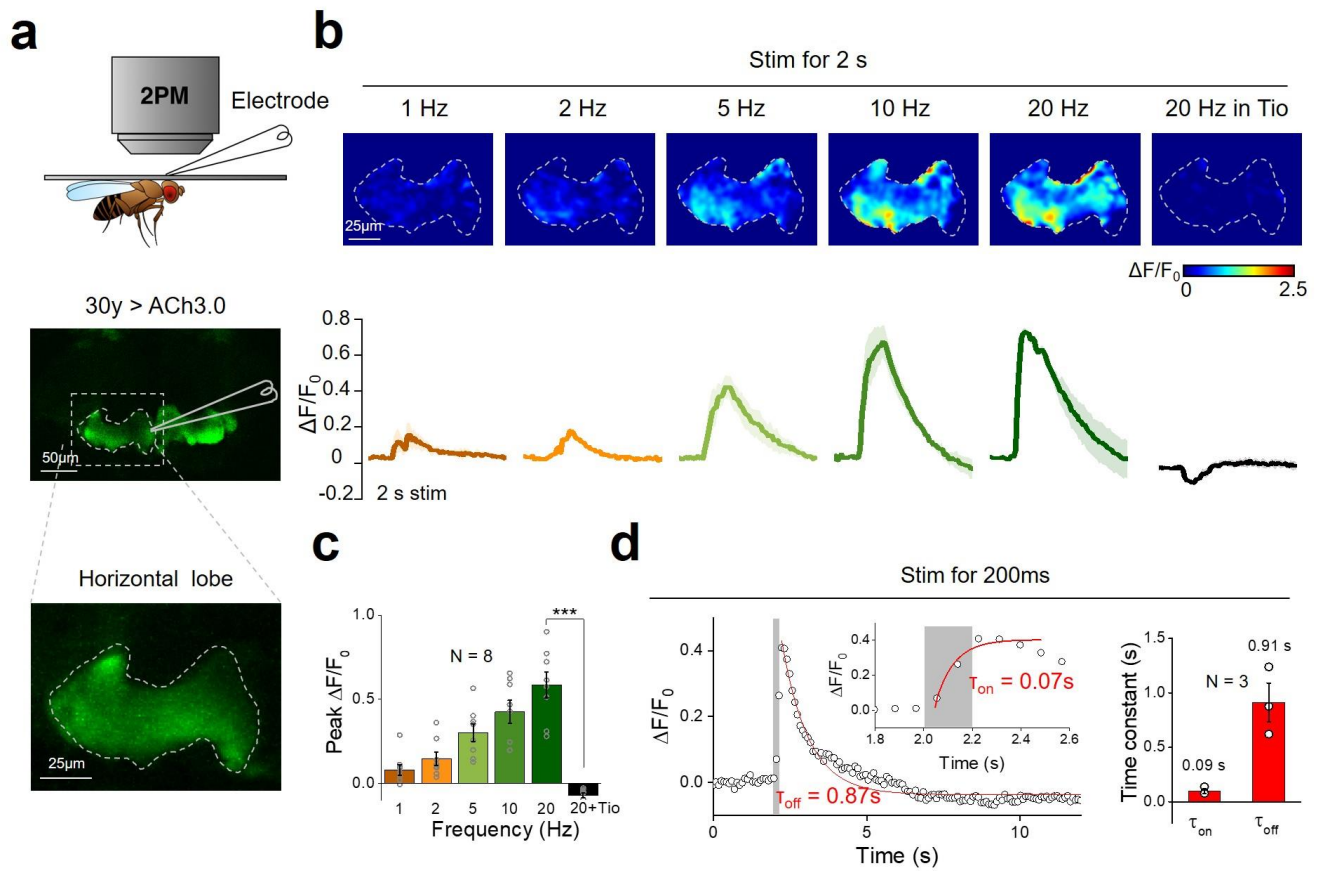 a
2PM
Electrode
30y > ACh3.0
50µm
Horizontal lobe
25µm
b
Stim for 2 s
1 Hz
2 Hz
5 Hz
10 Hz
20 Hz
20 Hz in Tio
25µm
ΔF/F0
0
2.5
0.8
0.6
0.4
0.2
0
-0.2
ΔF/F0
2 s stim
c
1.0
0.5
0.0
Peak ΔF/F0
N = 8
***
1
2
5
10
20
20+Tio
Frequency (Hz)
d
Stim for 200ms
0.4
0.2
0.0
ΔF/F0
0
5
10
Time (s)
τoff = 0.87s
0.4
0.2
0.0
ΔF/F0
τon = 0.07s
1.8
2.0
2.2
2.4
2.6
Time (s)
1.5
1.0
0.5
0.0
Time constant (s)
0.91 s
N = 3
0.09 s
τon
τoff